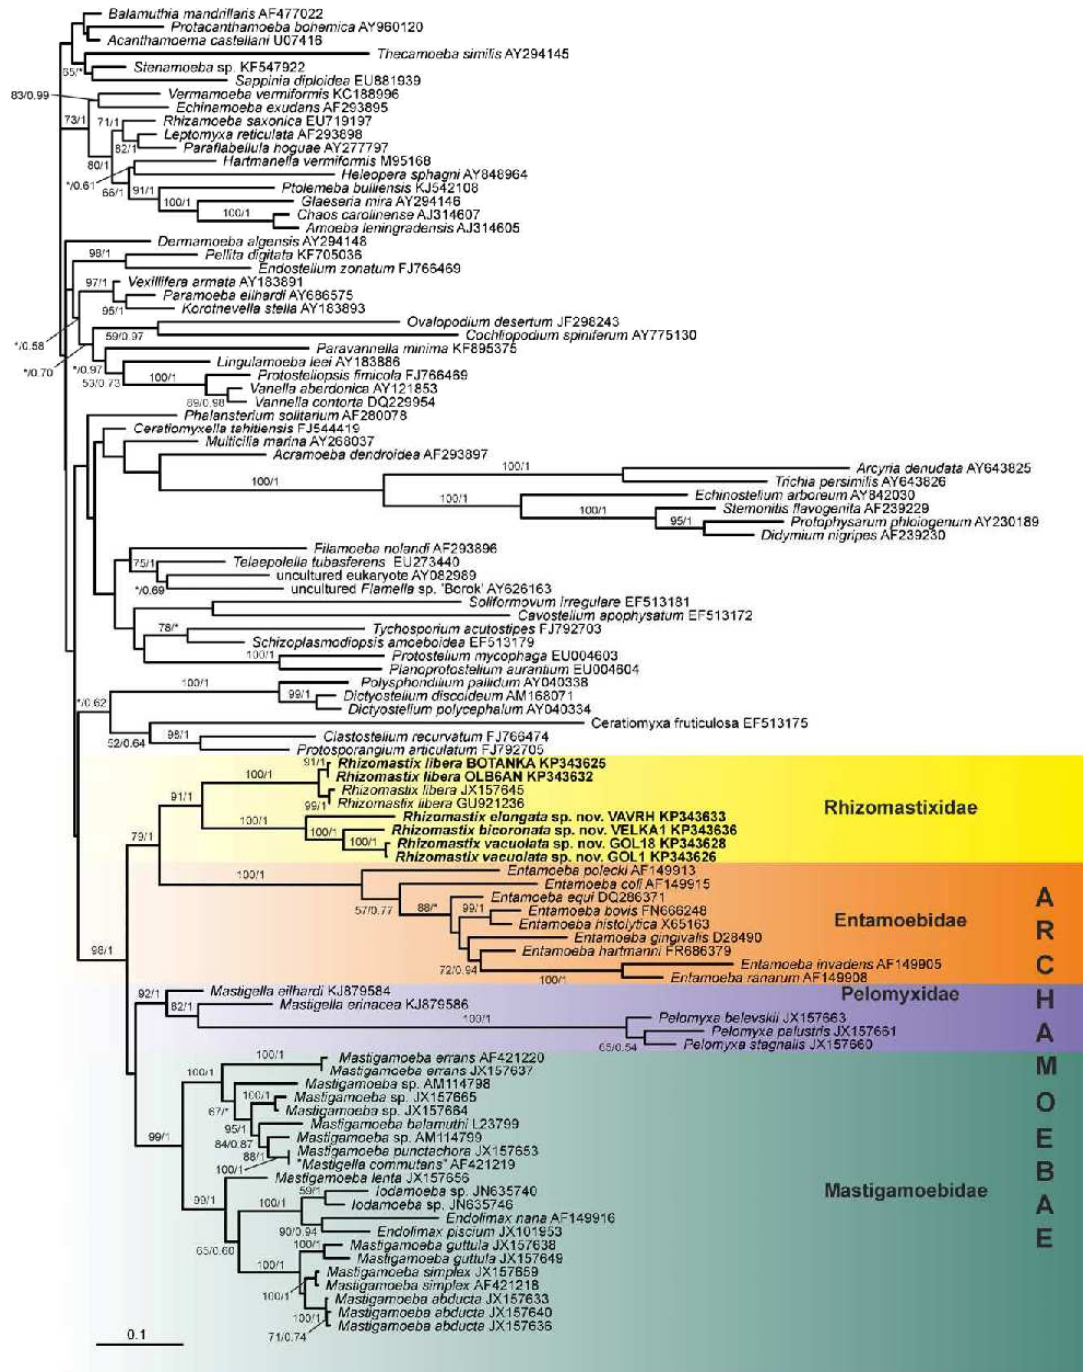 Balamuthia mandrillaris AF477022
Protacanthamoeba bohemica AY960120
Acanthamoema castellani U07416
Thecamoeba similis AY294145
65/*
Stenamoeba sp. KF547922
Sappinia diploidea EU881939
83/0.99
Vermamoeba vermiformis KC188996
Echinamoeba exudans AF293895
73/1
71/1
Rhizamoeba saxonica EU719197
Leptomyxa reticulata AF293898
82/1
Paraflabellula hoguae AY277797
80/1
Hartmanella vermiformis M95168
*/0.61
Heleopera sphagni AY848964
66/1
91/1
Ptolemeba bulliensis KJ542108
100/1
Glaeseria mira AY294146
100/1
Chaos carolinense AJ314607
Amoeba leningradensis AJ314605
Dermamoeba algensis AY294148
98/1
Pellita digitata KF705036
Endostelium zonatum FJ766469
97/1
Vexillifera armata AY183891
Paramoeba eilhardi AY686575
95/1
Korotnevella stella AY183893
Ovalopodium desertum JF298243
59/0.97
Cochliopodium spiniferum AY775130
*/0.58
*/0.70
Paravannella minima KF895375
*/0.97
Lingulamoeba leei AY183886
53/0.73
100/1
Protosteliopsis fimicola FJ766469
Vanella aberdonica AY121853
89/0.98
Vannella contorta DQ229954
Phalansterium solitarium AF280078
Ceratiomyxella tahitiensis FJ544419
Multicilia marina AY268037
Acramoeba dendroidea AF293897
100/1
Arcyria denudata AY643825
100/1
Trichia persimilis AY643826
100/1
Echinostelium arboreum AY842030
100/1
Stemonitis flavogenita AF239229
95/1
Protophysarum phloiogenum AY230189
Didymium nigripes AF239230
Filamoeba nolandi AF293896
75/1
Telaepolella tubasferens EU273440
uncultured eukaryote AY082989
*/0.69
uncultured Flamella sp. 'Borok' AY626163
Soliformovum irregulare EF513181
Cavostelium apophysatum EF513172
78/*
Tychosporium acutostipes FJ792703
Schizoplasmodiopsis amoeboidea EF513179
100/1
Protostelium mycophaga EU004603
Planoprotostelium aurantium EU004604
100/1
Polysphondilium pallidum AY040338
99/1
Dictyostelium discoideum AM168071
*/0.62
Dictyostelium polycephalum AY040334
Ceratiomyxa fruticulosa EF513175
52/0.64
98/1
Clastostelium recurvatum FJ766474
Protosporangium articulatum FJ792705
91/1
Rhizomastix libera BOTANKA KP343625
100/1
Rhizomastix libera OLB6AN KP343632
Rhizomastix libera JX157645
91/1
99/1
Rhizomastix libera GU921236
Rhizomastixidae
100/1
Rhizomastix elongata sp. nov. VAVRH KP343633
100/1
Rhizomastix bicoronata sp. nov. VELKA1 KP343636
79/1
100/1
Rhizomastix vacuolata sp. nov. GOL18 KP343628
Rhizomastix vacuolata sp. nov. GOL1 KP343626
100/1
Entamoeba polecki AF149913
57/0.77
Entamoeba coli AF149915
88/*
Entamoeba equi DQ286371
99/1
Entamoeba bovis FN666248
Entamoeba histolytica X65163
Entamoebidae
Entamoeba gingivalis D28490
98/1
Entamoeba hartmanni FR686379
72/0.94
Entamoeba invadens AF149905
100/1
Entamoeba ranarum AF149908
92/1
Mastigella eilhardi KJ879584
Pelomyxidae
82/1
Mastigella erinacea KJ879586
100/1
Pelomyxa belevskii JX157663
Pelomyxa palustris JX157661
65/0.54
Pelomyxa stagnalis JX157660
100/1
Mastigamoeba errans AF421220
100/1
Mastigamoeba errans JX157637
67/*
Mastigamoeba sp. AM114798
100/1
Mastigamoeba sp. JX157665
Mastigamoeba sp. JX157664
95/1
Mastigamoeba balamuthi L23799
99/1
84/0.87
Mastigamoeba sp. AM114799
88/1
Mastigamoeba punctachora JX157653
100/1
"Mastigella commutans" AF421219
Mastigamoeba lenta JX157656
99/1
59/1
Iodamoeba sp. JN635740
100/1
Iodamoeba sp. JN635746
Mastigamoebidae
Endolimax nana AF149916
90/0.94
Endolimax piscium JX101953
65/0.60
100/1
Mastigamoeba guttula JX157638
100/1
Mastigamoeba guttula JX157649
Mastigamoeba simplex JX157659
100/1
Mastigamoeba simplex AF421218
Mastigamoeba abducta JX157633
100/1
Mastigamoeba abducta JX157640
71/0.74
Mastigamoeba abducta JX157636
0.1
A
R
C
H
A
M
O
E
B
A
E